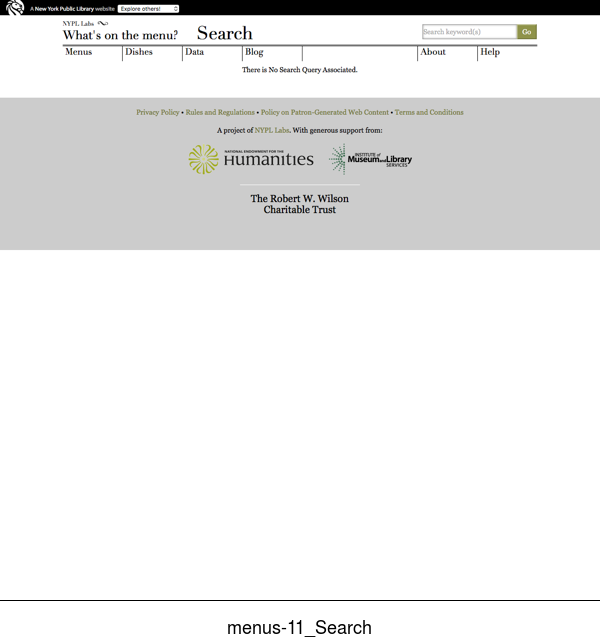 A New York Public Library website Explore others!
NYPL Labs
What's on the menu? Search
Search keyword(s) Go
Menus Dishes Data Blog About Help
There is No Search Query Associated.
Privacy Policy • Rules and Regulations • Policy on Patron-Generated Web Content • Terms and Conditions
A project of NYPL Labs. With generous support from:
NATIONAL ENDOWMENT FOR THE
Humanities
INSTITUTE of
Museum and Library
SERVICES
The Robert W. Wilson
Charitable Trust
menus-11_Search